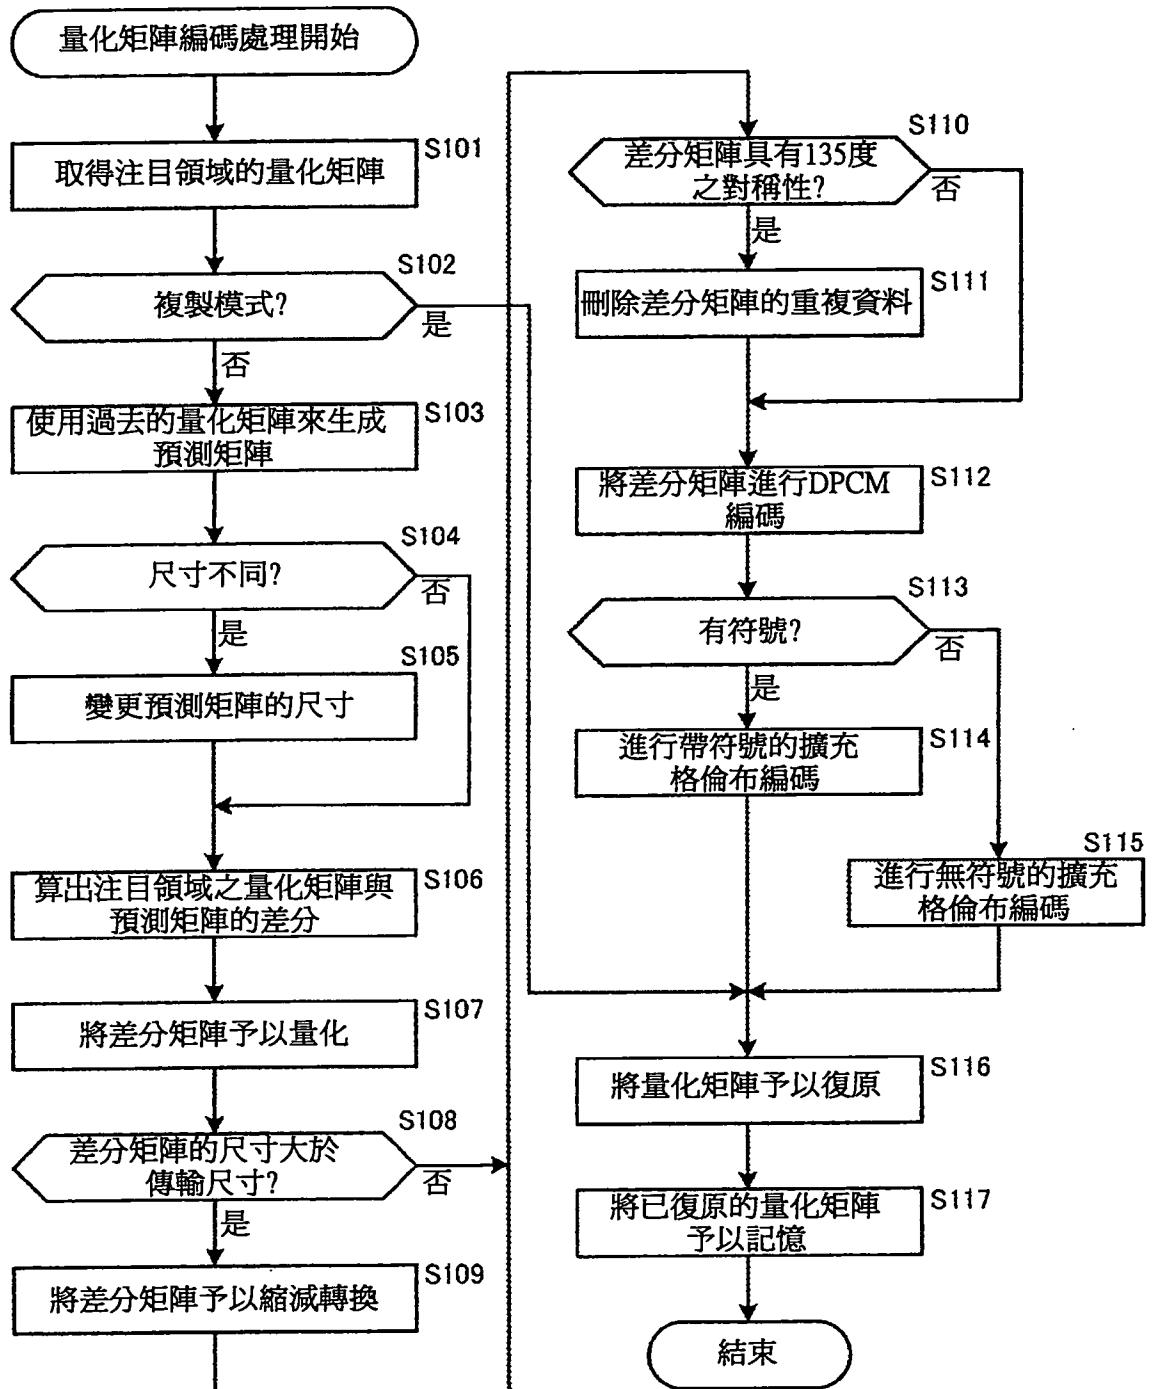 量化矩陣編碼處理開始
S101
取得注目領域的量化矩陣
S102
複製模式?
是
否
S103
使用過去的量化矩陣來生成
預測矩陣
S104
尺寸不同?
否
是
S105
變更預測矩陣的尺寸
S106
算出注目領域之量化矩陣與
預測矩陣的差分
S107
將差分矩陣予以量化
S108
差分矩陣的尺寸大於
傳輸尺寸?
否
是
S109
將差分矩陣予以縮減轉換
S110
差分矩陣具有135度
之對稱性?
否
是
S111
刪除差分矩陣的重複資料
S112
將差分矩陣進行DPCM
編碼
S113
有符號?
否
是
S114
進行帶符號的擴充
格倫布編碼
S115
進行無符號的擴充
格倫布編碼
S116
將量化矩陣予以復原
S117
將已復原的量化矩陣
予以記憶
結束